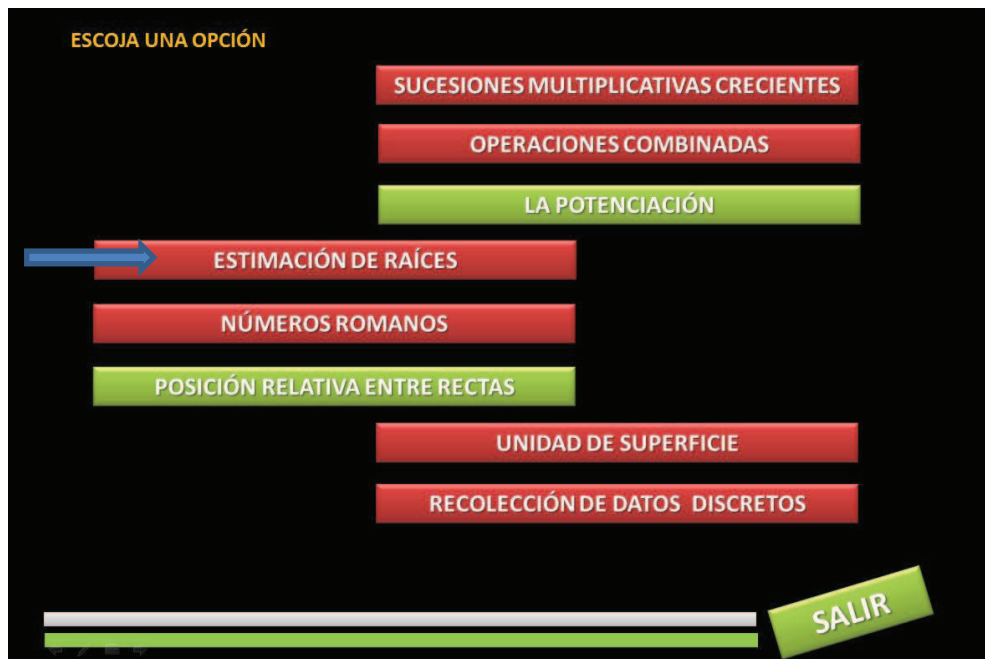 ESCOJA UNA OPCIÓN
SUCESIONES MULTIPLICATIVAS CRECIENTES
OPERACIONES COMBINADAS
LA POTENCIACIÓN
ESTIMACIÓN DE RAÍCES
NÚMEROS ROMANOS
POSICIÓN RELATIVA ENTRE RECTAS
UNIDAD DE SUPERFICIE
RECOLECCIÓN DE DATOS DISCRETOS
SALIR